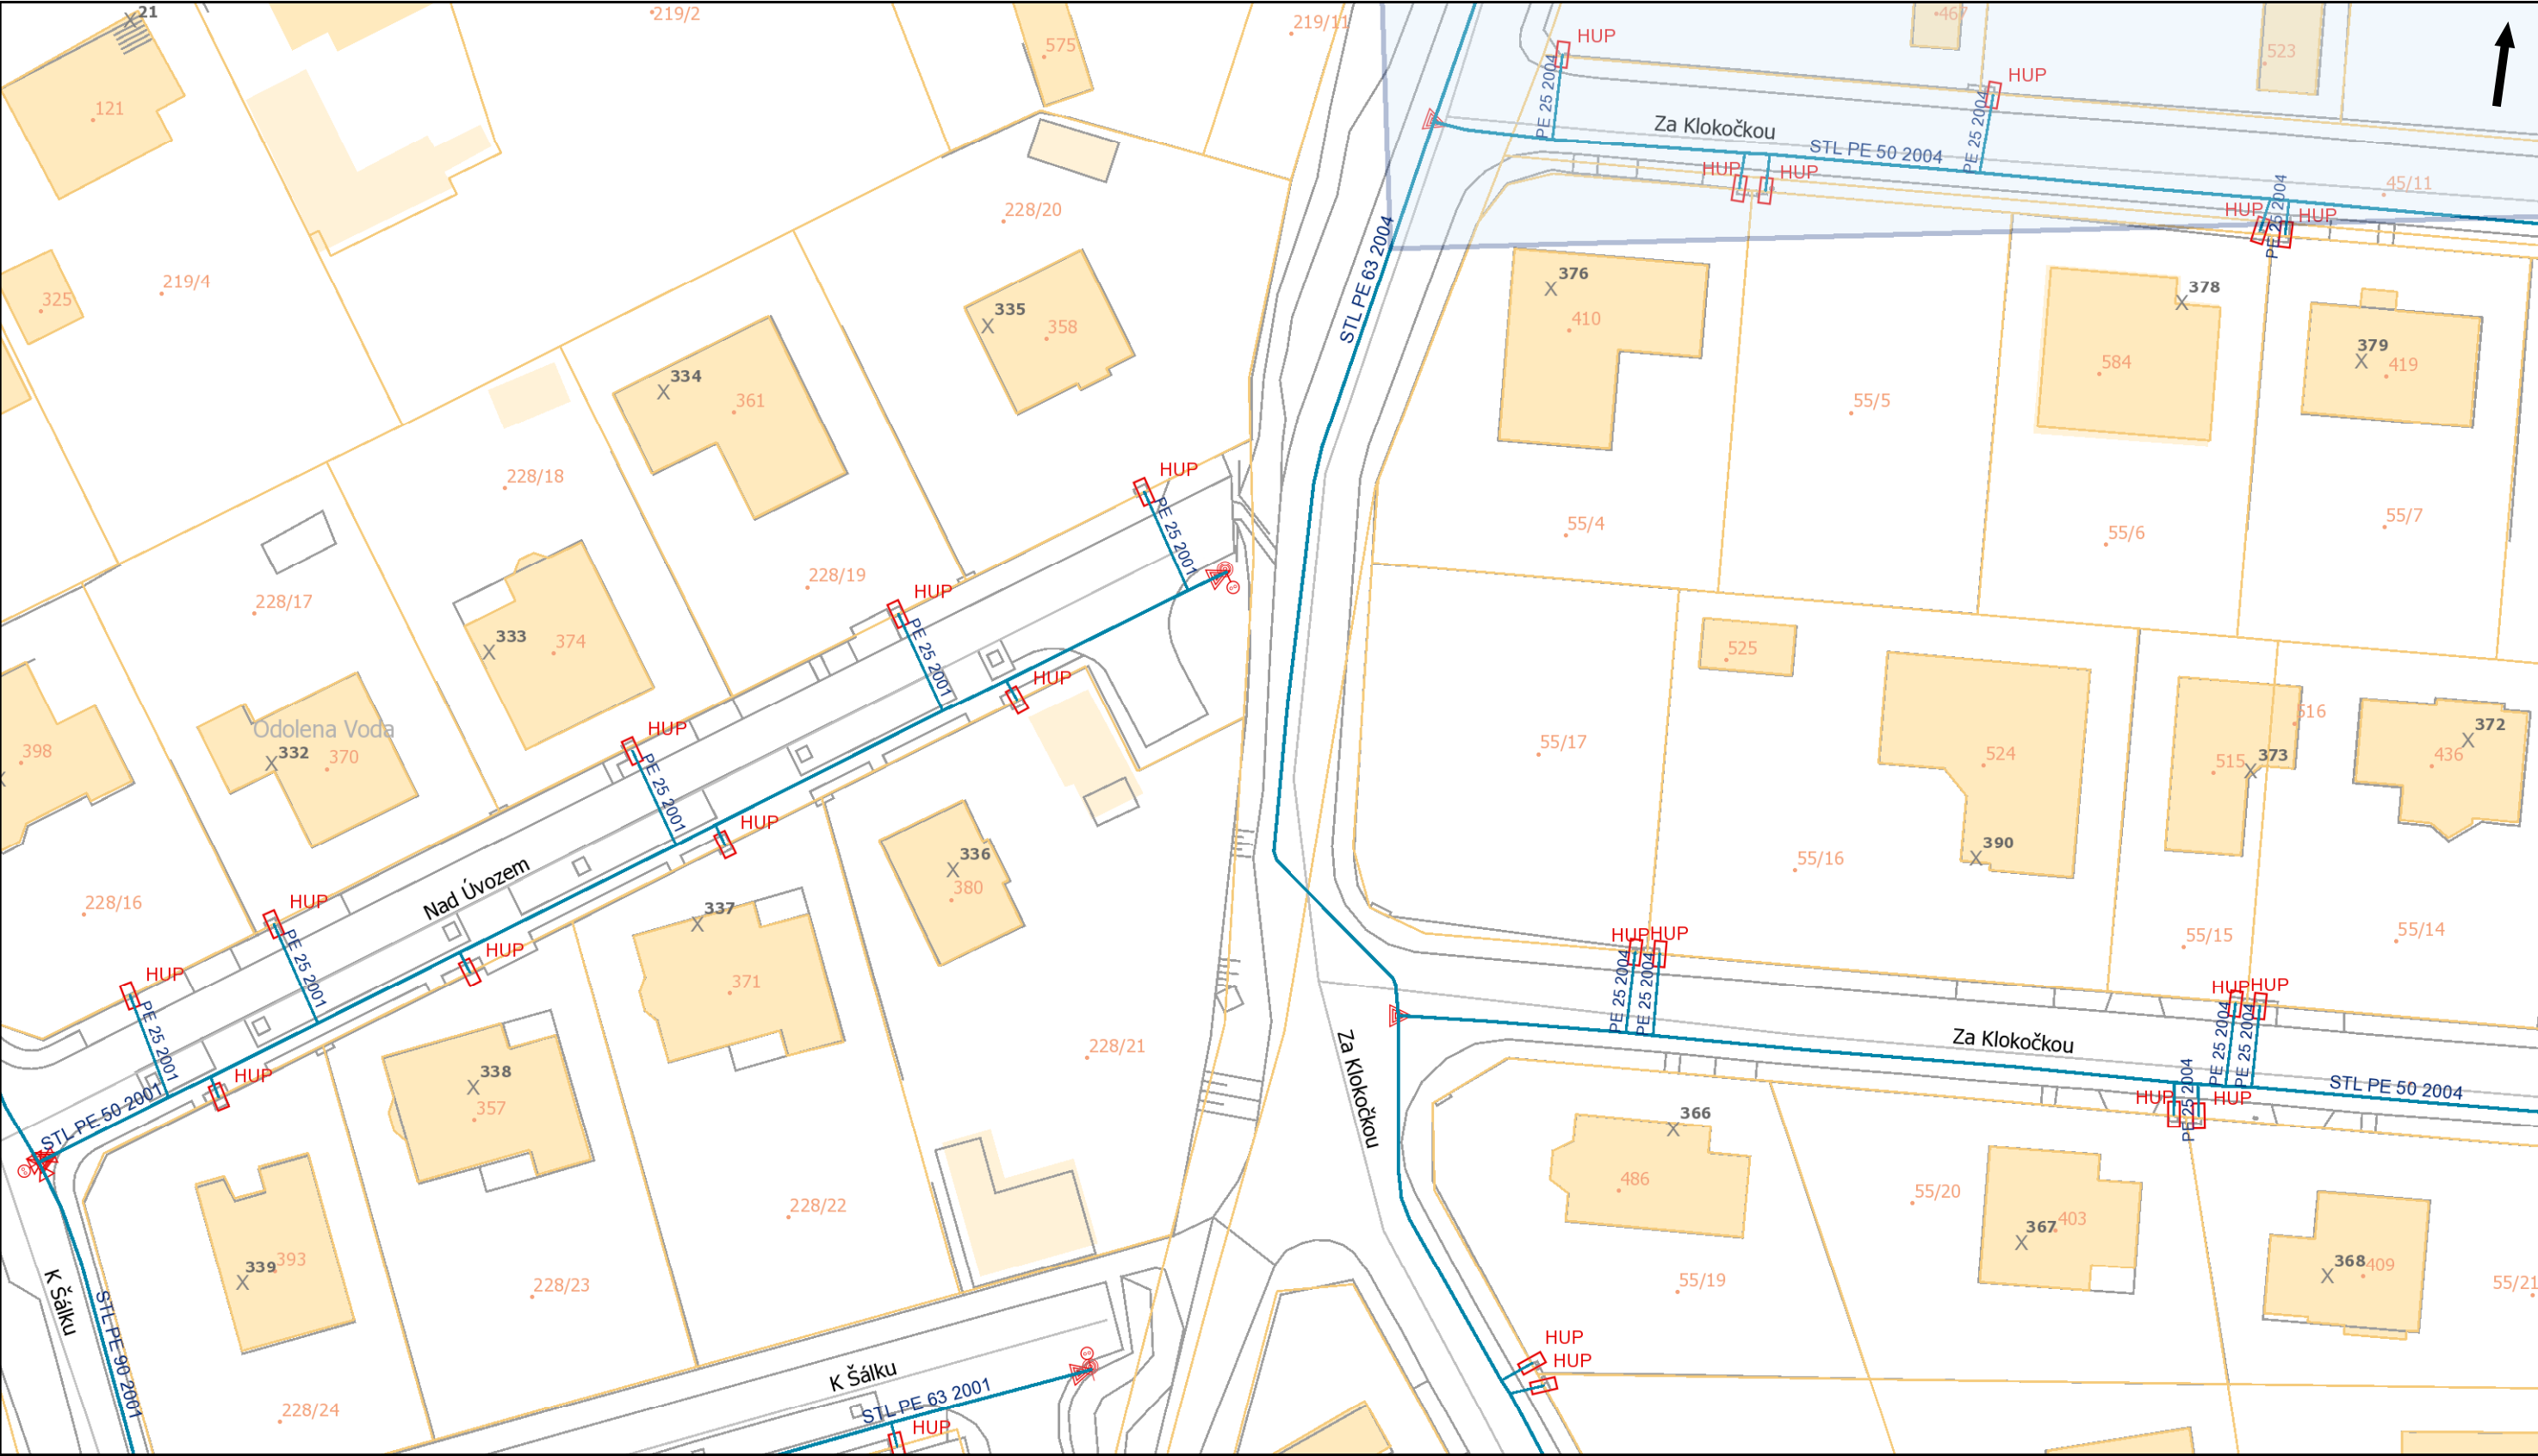 21
219/2
219/11
575
467
523
HUP
HUP
121
PE 25 2004
PE 25 2004
Za Klokočkou
STL PE 50 2004
HUP
HUP
45/11
228/20
PE 25 2004
HUP
HUP
219/4
325
STL PE 63 2004
376
410
378
335
358
379
419
584
334
361
55/5
228/18
HUP
55/4
55/6
55/7
PE 25 2001
228/19
HUP
228/17
333
374
PE 25 2001
525
HUP
516
HUP
Odolena Voda
332
370
398
PE 25 2001
55/17
524
515
373
372
436
HUP
336
380
390
55/16
Nad Úvozem
228/16
HUP
337
HUP
HUP
55/15
55/14
PE 25 2001
HUP
HUP
371
PE 25 2004
PE 25 2004
HUP
HUP
PE 25 2001
228/21
Za Klokočkou
Za Klokočkou
PE 25 2004
PE 25 2004
HUP
338
357
STL PE 50 2001
STL PE 50 2004
HUP
PE 25 2004
HUP
366
486
55/20
228/22
367
403
339
393
368
409
228/23
55/19
55/21
K Šálku
STL PE 90 2001
HUP
HUP
K Šálku
STL PE 63 2001
228/24
HUP